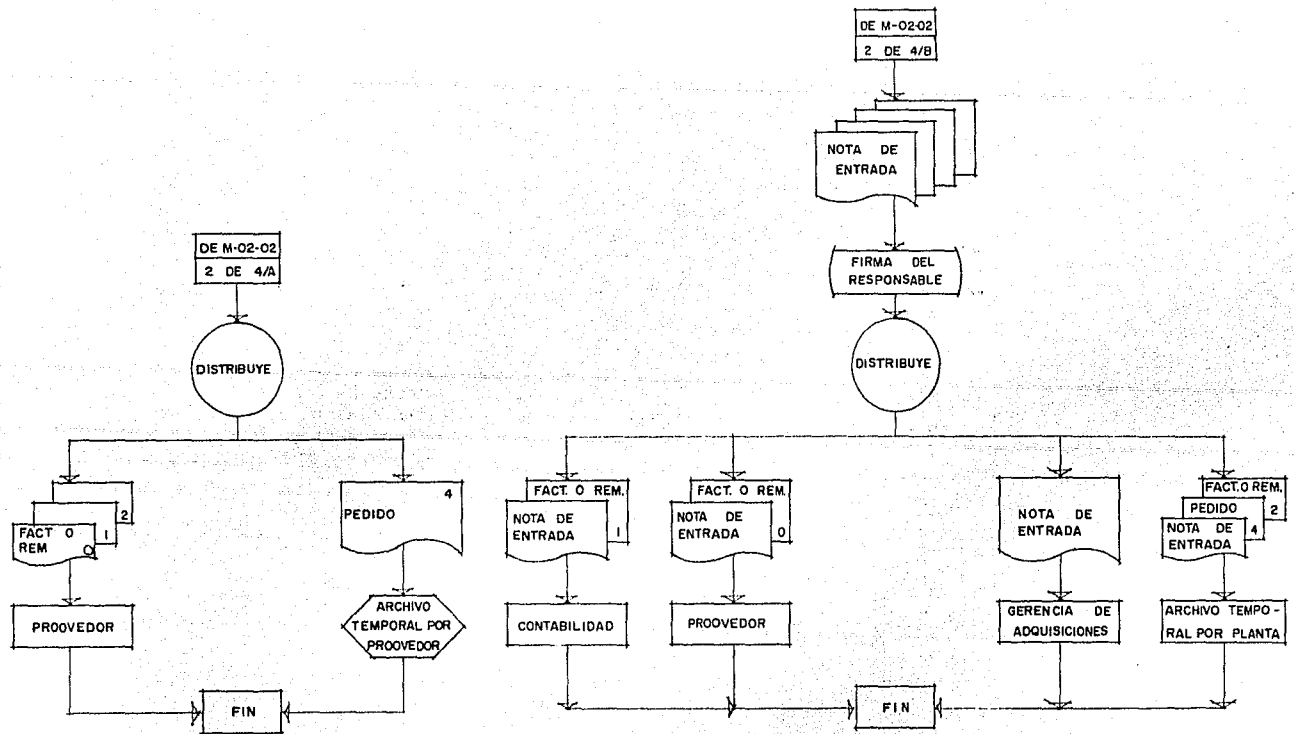 DE M-02-02
2 DE 4/A
DISTRIBUYE
2
1
FACT O
REM
O
PROOVEDOR
4
PEDIDO
ARCHIVO
TEMPORAL POR
PROOVEDOR
FIN
DE M-02-02
2 DE 4/B
NOTA DE
ENTRADA
FIRMA DEL
RESPONSABLE
DISTRIBUYE
FACT. O REM.
NOTA DE
ENTRADA
1
CONTABILIDAD
FACT. O REM.
NOTA DE
ENTRADA
0
PROOVEDOR
NOTA DE
ENTRADA
GERENCIA DE
ADQUISICIONES
FACT. O REM.
2
PEDIDO
4
NOTA DE
ENTRADA
ARCHIVO TEMPO-
RAL POR PLANTA
FIN